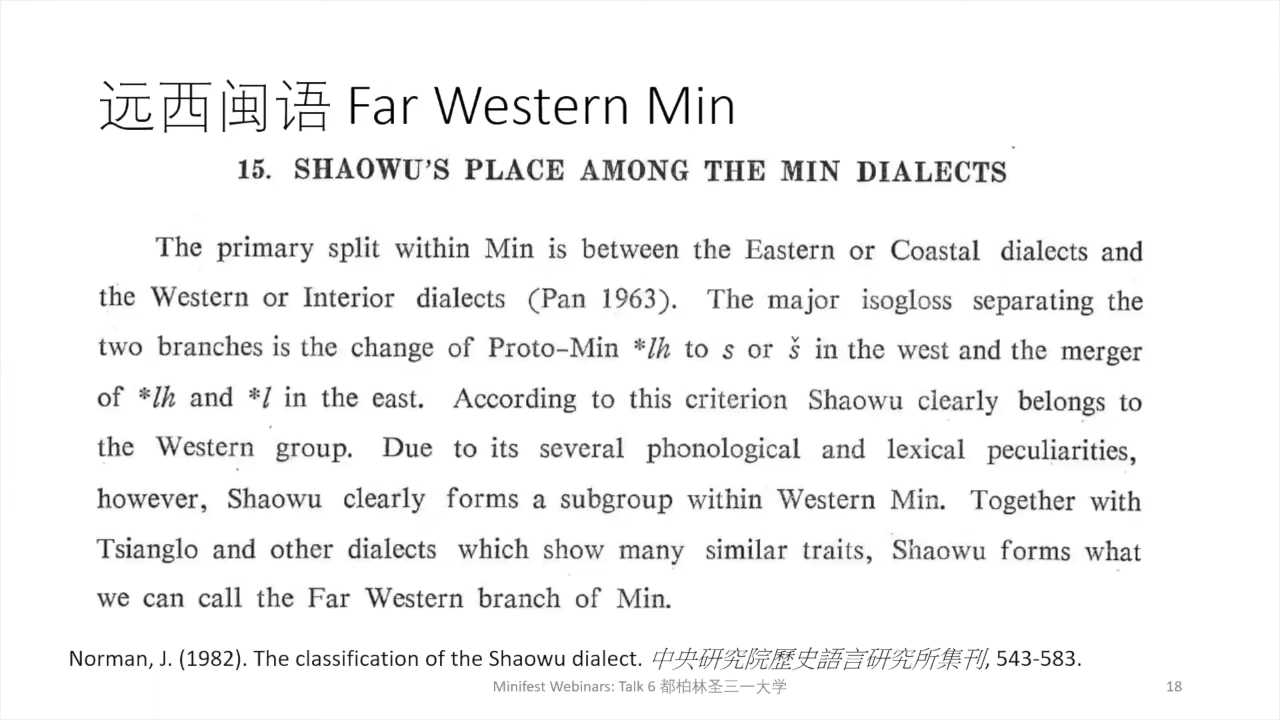 远西闽语 Far Western Min
15. SHAOWU'S PLACE AMONG THE MIN DIALECTS
The primary split within Min is between the Eastern or Coastal dialects and
the Western or Interior dialects (Pan 1963). The major isogloss separating the
two branches is the change of Proto-Min *lh to s or š in the west and the merger
of *lh and *l in the east. According to this criterion Shaowu clearly belongs to
the Western group. Due to its several phonological and lexical peculiarities,
however, Shaowu clearly forms a subgroup within Western Min. Together with
Tsianglo and other dialects which show many similar traits, Shaowu forms what
we can call the Far Western branch of Min.
Norman, J. (1982). The classification of the Shaowu dialect. 中央研究院歷史語言研究所集刊, 543-583.
Minifest Webinars: Talk 6 都柏林圣三一大学
18